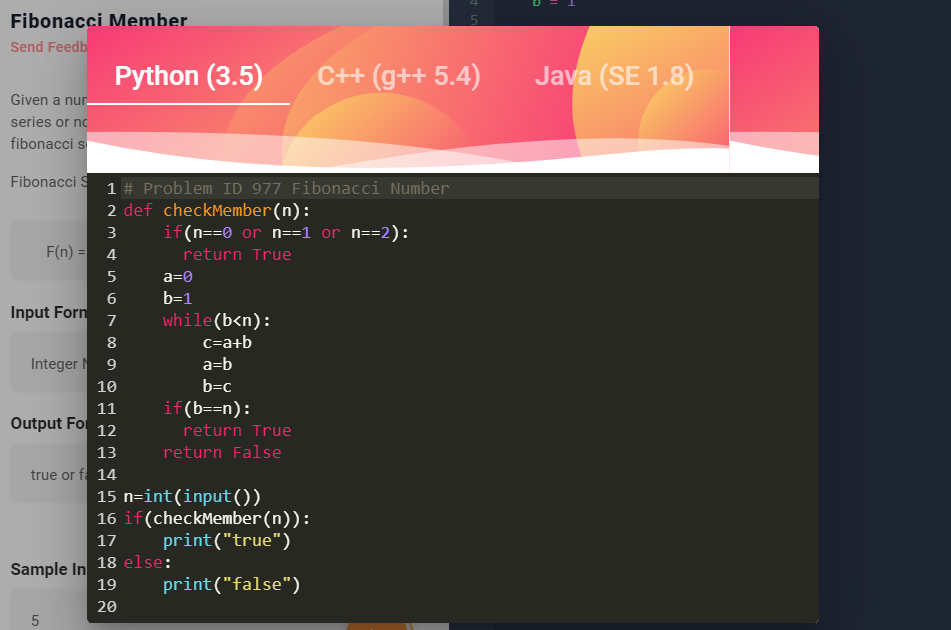 Fibonacci Member
Send Feedb
Given a nu
series or no
fibonacci s
Fibonacci S
F(n) =
Input Forn
Integer N
Output Fo
true or fa
Sample In
5
4 b = 1
5
Python (3.5) C++ (g++ 5.4) Java (SE 1.8)
1 # Problem ID 977 Fibonacci Number
2 def checkMember(n):
3     if(n==0 or n==1 or n==2):
4       return True
5     a=0
6     b=1
7     while(b<n):
8         c=a+b
9         a=b
10         b=c
11     if(b==n):
12       return True
13     return False
14
15 n=int(input())
16 if(checkMember(n)):
17     print("true")
18 else:
19     print("false")
20